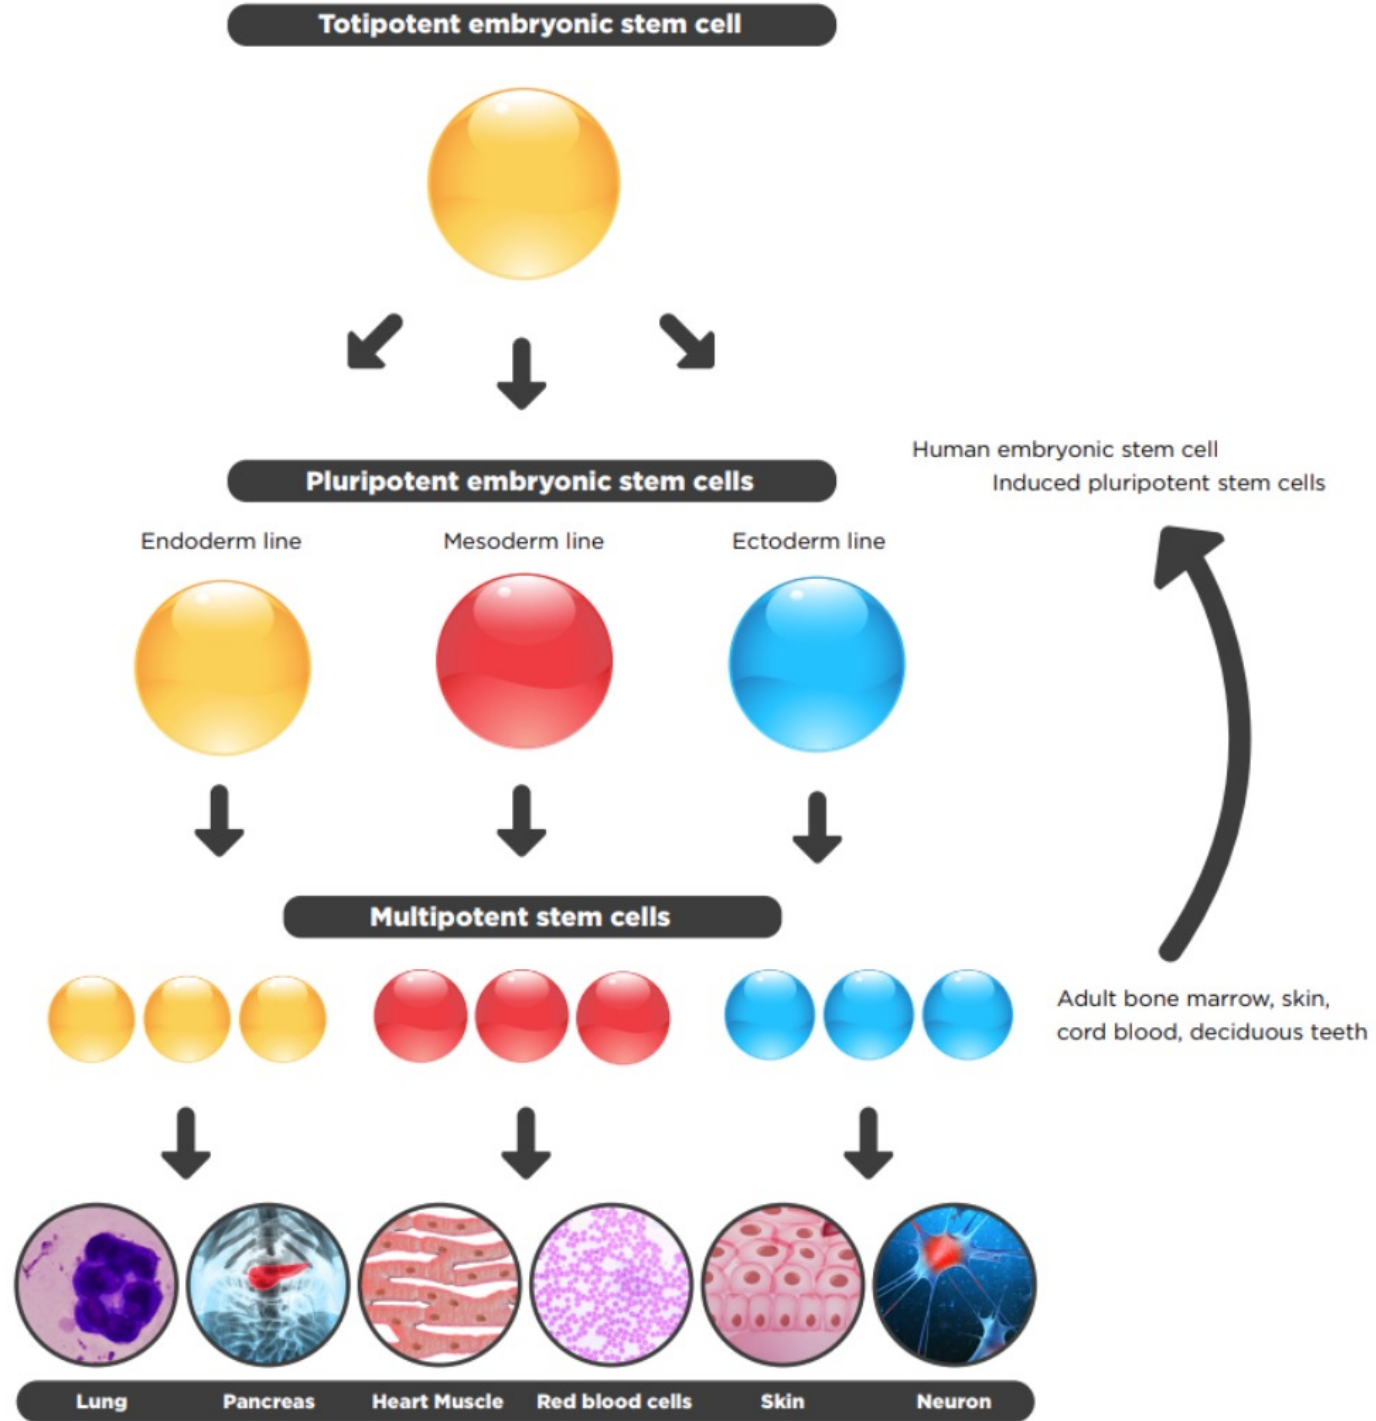 Totipotent embryonic stem cell
Pluripotent embryonic stem cells
Human embryonic stem cell
Induced pluripotent stem cells
Endoderm line
Mesoderm line
Ectoderm line
Multipotent stem cells
Adult bone marrow, skin,
cord blood, deciduous teeth
Lung
Pancreas
Heart Muscle
Red blood cells
Skin
Neuron